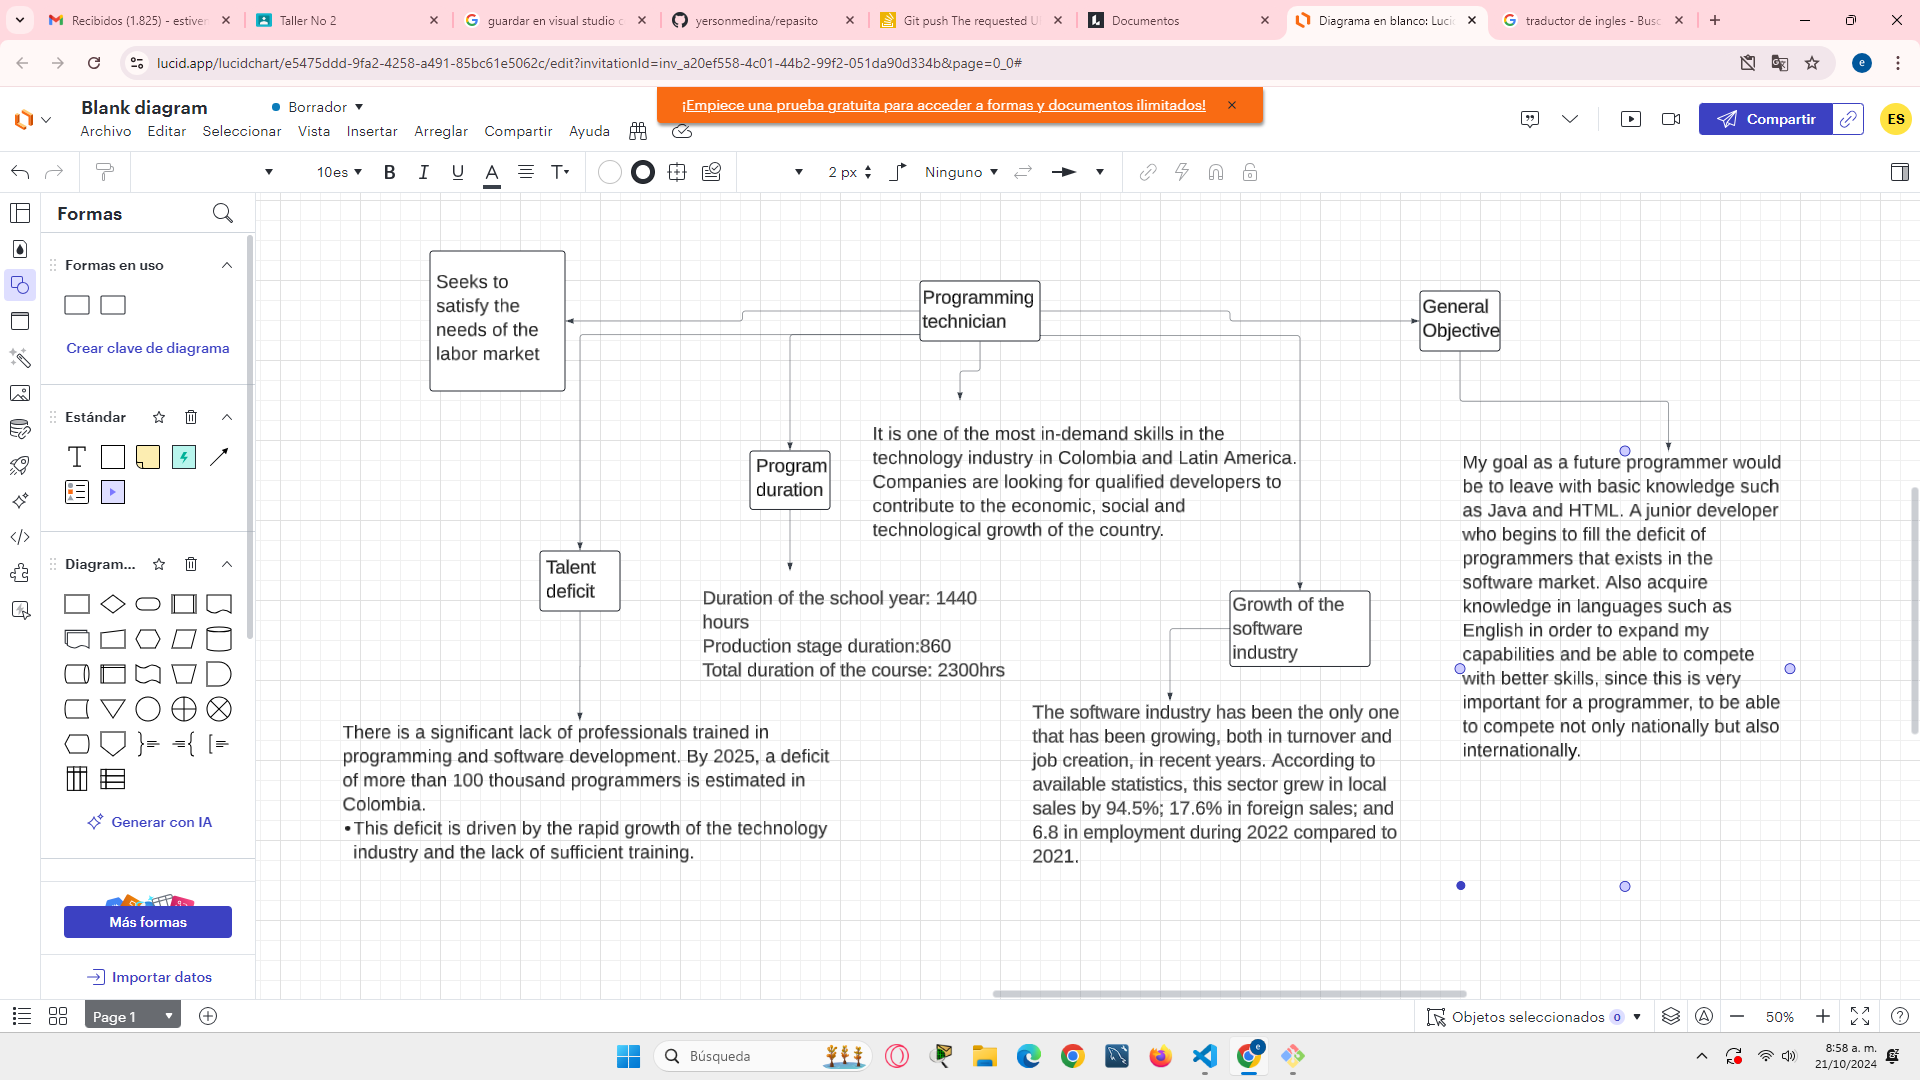 Recibidos (1.825) - estiver
Taller No 2
guardar en visual studio c
yersonmedina/repasito
Git push The requested U
Documentos
Diagrama en blanco: Luci
traductor de ingles - Busc
lucid.app/lucidchart/e5475ddd-9fa2-4258-a491-85bc61e5062c/edit?invitationId=inv_a20ef558-4c01-44b2-99f2-051da90d334b&page=0_0#
e
Blank diagram
Borrador
¡Empiece una prueba gratuita para acceder a formas y documentos ilimitados!
Archivo Editar Seleccionar Vista Insertar Arreglar Compartir Ayuda
Compartir
ES
10es
B I U A T
2 px
Ninguno
Formas
Formas en uso
Crear clave de diagrama
Estándar
T
Diagram...
Generar con IA
Más formas
Importar datos
Seeks to
satisfy the
needs of the
labor market
Programming
technician
General
Objective
Program
duration
It is one of the most in-demand skills in the
technology industry in Colombia and Latin America.
Companies are looking for qualified developers to
contribute to the economic, social and
technological growth of the country.
My goal as a future programmer would
be to leave with basic knowledge such
as Java and HTML. A junior developer
who begins to fill the deficit of
programmers that exists in the
software market. Also acquire
knowledge in languages such as
English in order to expand my
capabilities and be able to compete
with better skills, since this is very
important for a programmer, to be able
to compete not only nationally but also
internationally.
Talent
deficit
Duration of the school year: 1440
hours
Production stage duration:860
Total duration of the course: 2300hrs
Growth of the
software
industry
There is a significant lack of professionals trained in
programming and software development. By 2025, a deficit
of more than 100 thousand programmers is estimated in
Colombia.
•This deficit is driven by the rapid growth of the technology
industry and the lack of sufficient training.
The software industry has been the only one
that has been growing, both in turnover and
job creation, in recent years. According to
available statistics, this sector grew in local
sales by 94.5%; 17.6% in foreign sales; and
6.8 in employment during 2022 compared to
2021.
Page 1
Objetos seleccionados 0
50%
Búsqueda
8:58 a. m.
21/10/2024